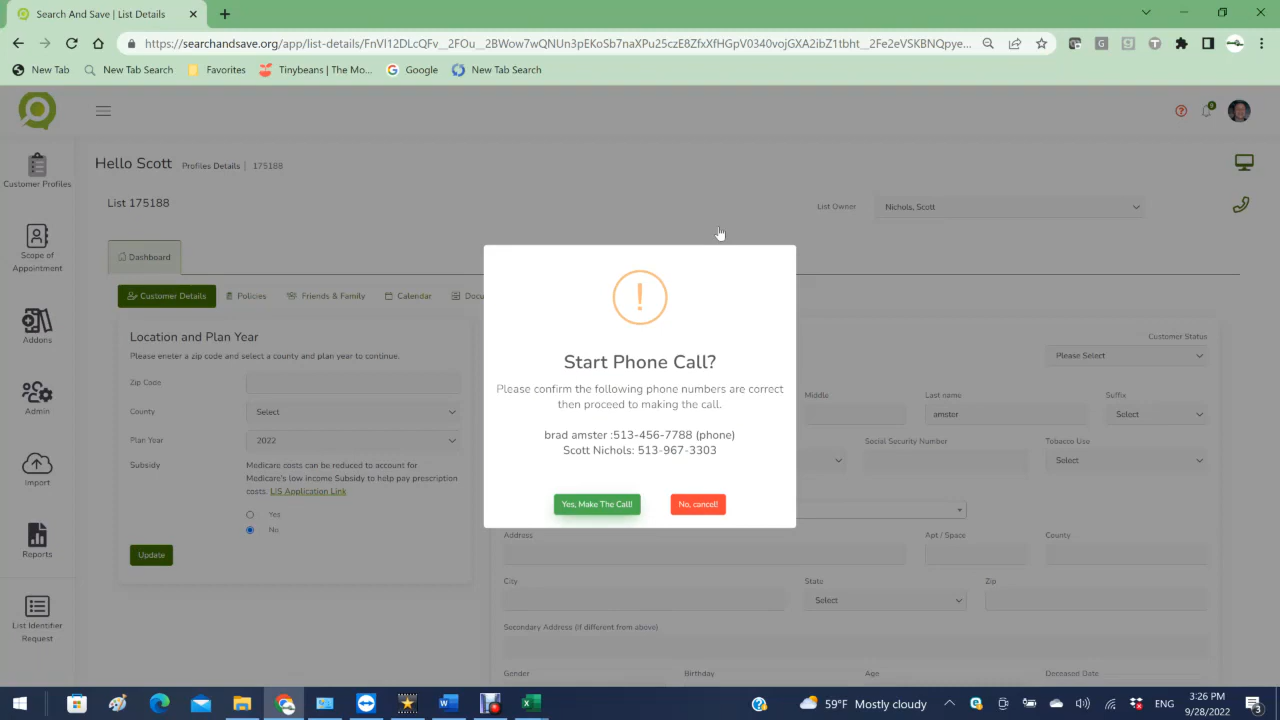 Search And Save | List Details
https://searchandsave.org/app/list-details/FnVI12DLcQFv__2FOu__2BWow7wQNUn3pEKoSb7naXPu25czE8ZfxXfHGpV0340vojGXA2ibZ1tbht__2Fe2eVSKBNQpye...
New Tab New Tab Search Favorites Tinybeans | The Mo... Google New Tab Search
9
Hello Scott Profiles Details | 175188
Customer Profiles
List 175188
List Owner Nichols, Scott
Scope of
Appointment
Dashboard
Customer Details Policies Friends & Family Calendar Docu
Addons
Location and Plan Year
Please eneter a zip code and select a county and plan year to continue.
Customer Status
Please Select
Zip Code
County Select
Plan Year 2022
Subsidy Medicare costs can be reduced to account for
Medicare's low income Subsidy to help pay prescription
costs. LIS Application Link
Yes
No
Update
Admin
Import
Reports
List Identifier
Request
Start Phone Call?
Please confirm the following phone numbers are correct
then proceed to making the call.
brad amster :513-456-7788 (phone)
Scott Nichols: 513-967-3303
Yes, Make The Call! No, cancel!
Middle Last name Suffix
amster Select
Social Security Number Tobacco Use
Select
Address Apt / Space County
City State Zip
Select
Secondary Address (if different from above)
Gender Birthday Age Deceased Date
59°F Mostly cloudy ENG 3:26 PM
9/28/2022 3